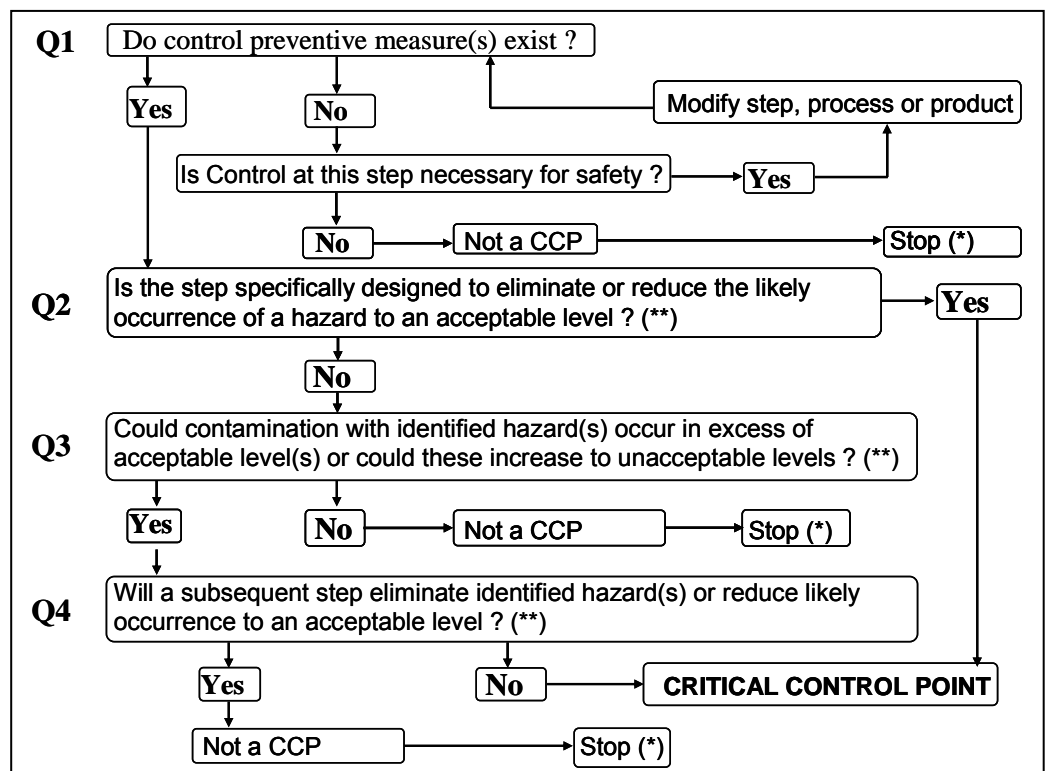 Q1
Do control preventive measure(s) exist ?
Yes
No
Modify step, process or product
Is Control at this step necessary for safety ?
Yes
No
Not a CCP
Stop (*)
Q2
Is the step specifically designed to eliminate or reduce the likely
occurrence of a hazard to an acceptable level ? (**)
Yes
No
Q3
Could contamination with identified hazard(s) occur in excess of
acceptable level(s) or could these increase to unacceptable levels ? (**)
Yes
No
Not a CCP
Stop (*)
Q4
Will a subsequent step eliminate identified hazard(s) or reduce likely
occurrence to an acceptable level ? (**)
Yes
No
CRITICAL CONTROL POINT
Not a CCP
Stop (*)